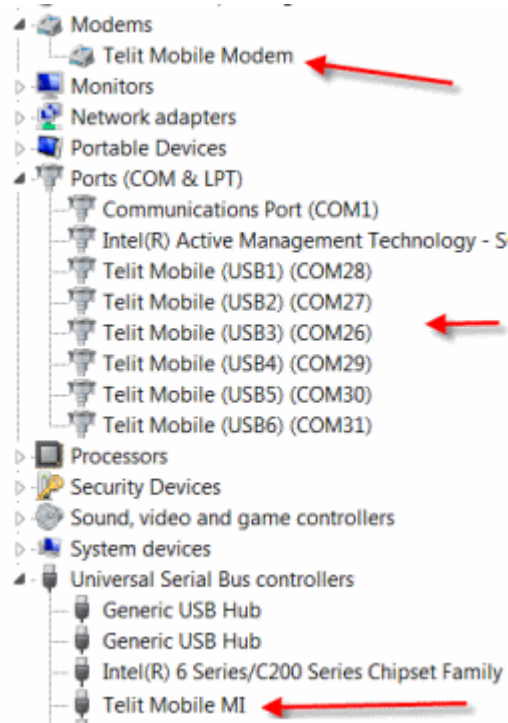 Modems
Telit Mobile Modem
Monitors
Network adapters
Portable Devices
Ports (COM & LPT)
Communications Port (COM1)
Intel(R) Active Management Technology - S
Telit Mobile (USB1) (COM28)
Telit Mobile (USB2) (COM27)
Telit Mobile (USB3) (COM26)
Telit Mobile (USB4) (COM29)
Telit Mobile (USB5) (COM30)
Telit Mobile (USB6) (COM31)
Processors
Security Devices
Sound, video and game controllers
System devices
Universal Serial Bus controllers
Generic USB Hub
Generic USB Hub
Intel(R) 6 Series/C200 Series Chipset Family
Telit Mobile MI